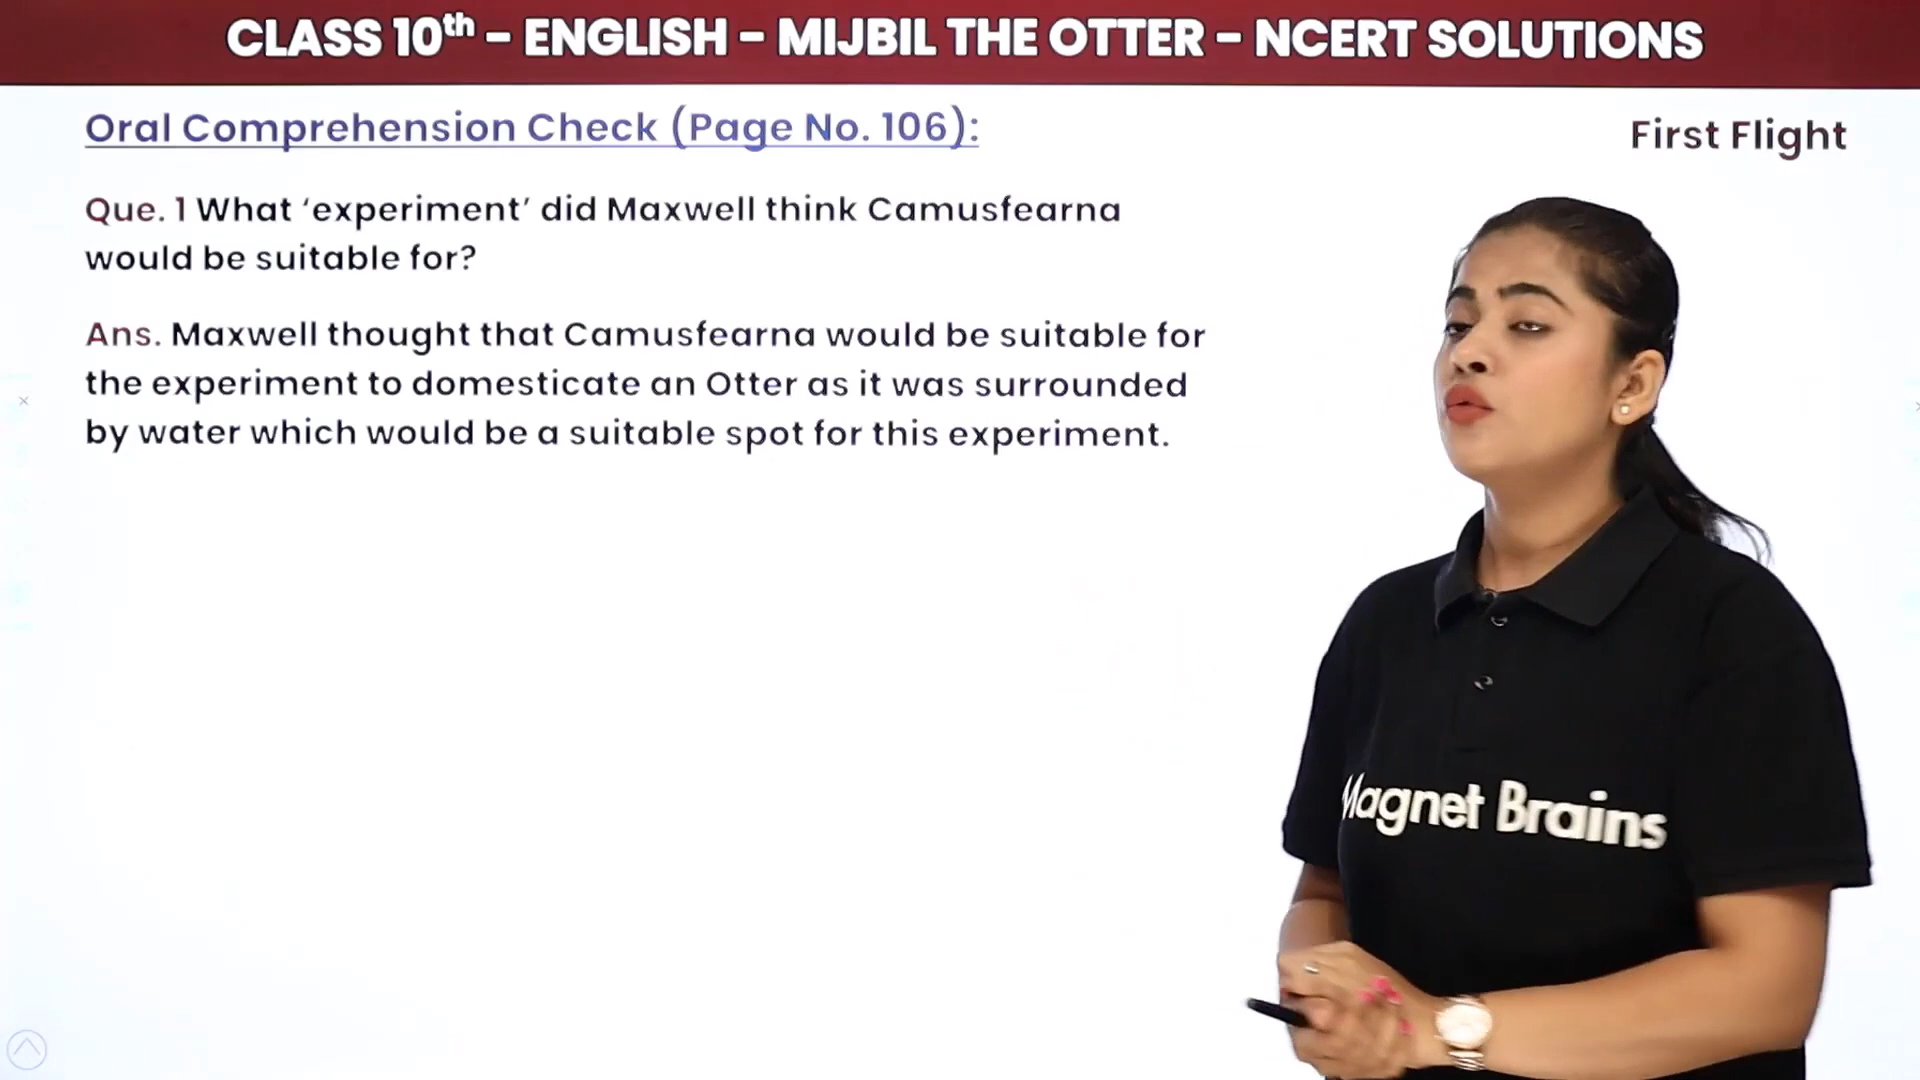 CLASS 10th – ENGLISH – MIJBIL THE OTTER – NCERT SOLUTIONS
Oral Comprehension Check (Page No. 106):
First Flight
Que. 1 What ‘experiment’ did Maxwell think Camusfearna
would be suitable for?
Ans. Maxwell thought that Camusfearna would be suitable for
the experiment to domesticate an Otter as it was surrounded
by water which would be a suitable spot for this experiment.
Magnet Brains